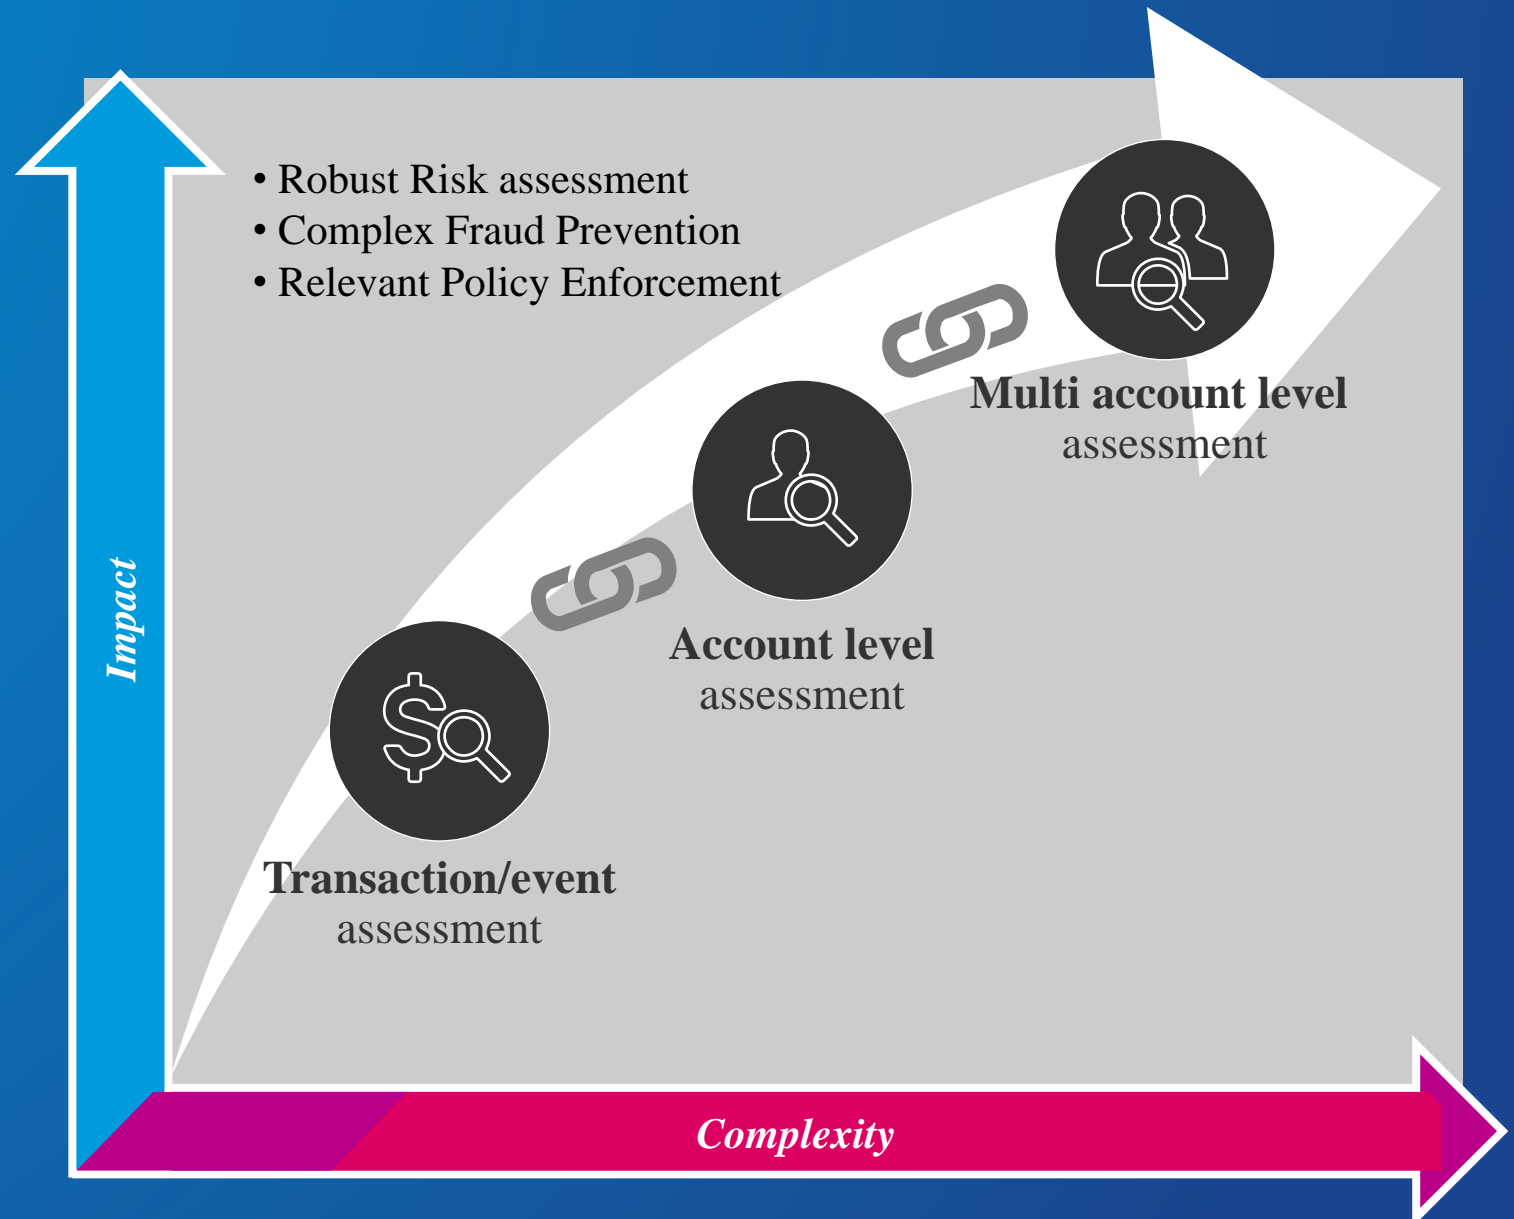 • Robust Risk assessment
• Complex Fraud Prevention
• Relevant Policy Enforcement
Multi account level
assessment
Account level
assessment
Transaction/event
assessment
Impact
Complexity